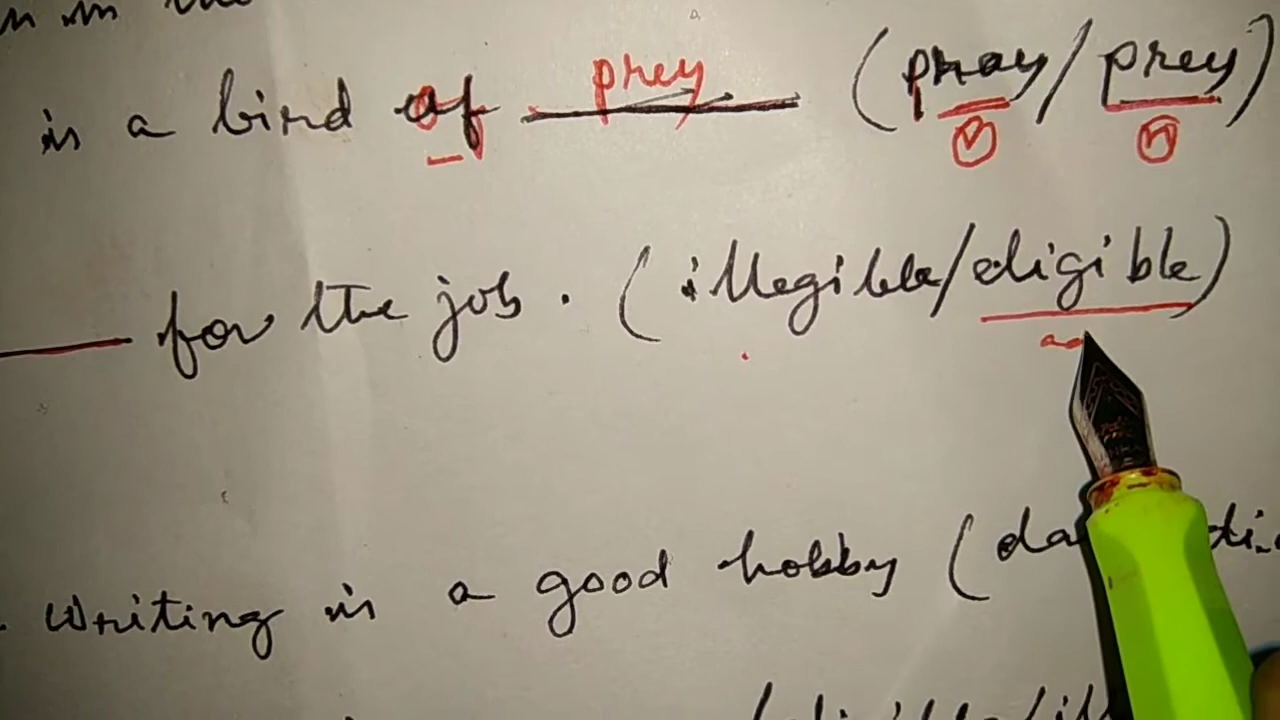 is a bird of prey (pray/prey) v n
for the job. (illegible/eligible)
Writing is a good hobby (